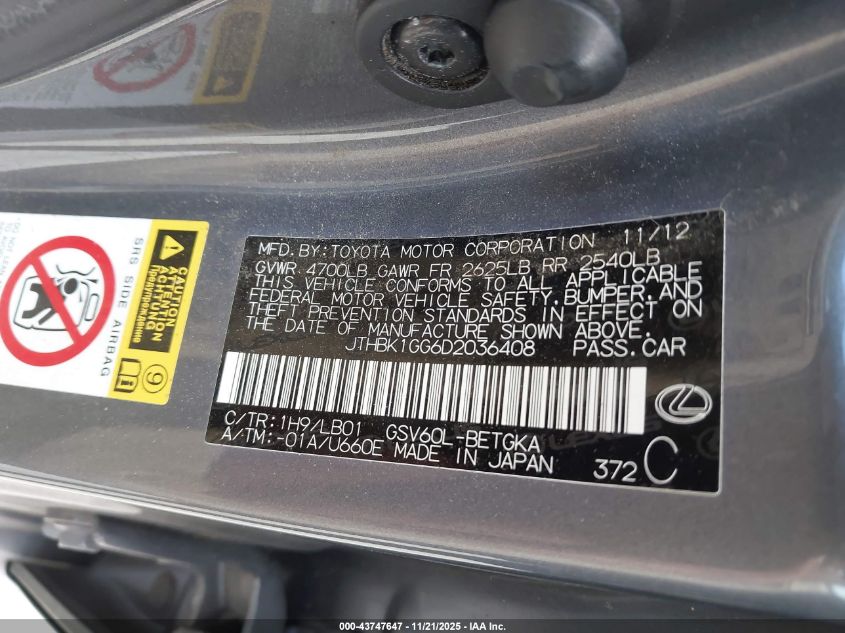 MFD. BY: TOYOTA MOTOR CORPORATION 11/12
GVWR 4700LB GAWR FR 2625LB RR 2540LB
THIS VEHICLE CONFORMS TO ALL APPLICABLE
FEDERAL MOTOR VEHICLE SAFETY, BUMPER, AND
THEFT PREVENTION STANDARDS IN EFFECT ON
THE DATE OF MANUFACTURE SHOWN ABOVE.
JTHBK1GG6D2036408 PASS.CAR
C/TR: 1H9/LB01 GSV60L-BETGKA
A/TM:-01A/U660E MADE IN JAPAN
372 C
SRS SIDE AIRBAG
CAUTION
ATTENTION
Предупреждение
9
000-43747647 - 11/21/2025 - IAA Inc.